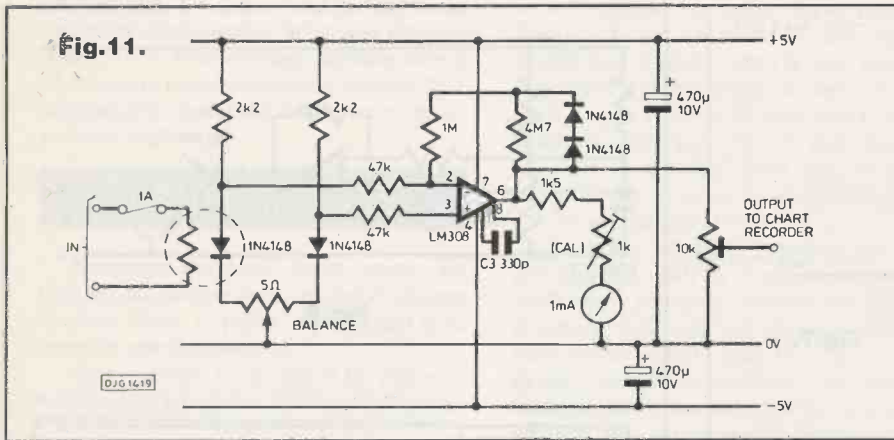 Fig.11.
+5V
2k2
2k2
470µ
10V
1M
4M7
1N4148
1N4148
1A
47k
2
7
6
1k5
IN
47k
3
4
8
LM308
OUTPUT
TO CHART
RECORDER
1N4148
1N4148
C3 330p
(CAL)
1k
10k
5Ω
BALANCE
1mA
0V
+
470µ
10V
DJG1419
-5V
+